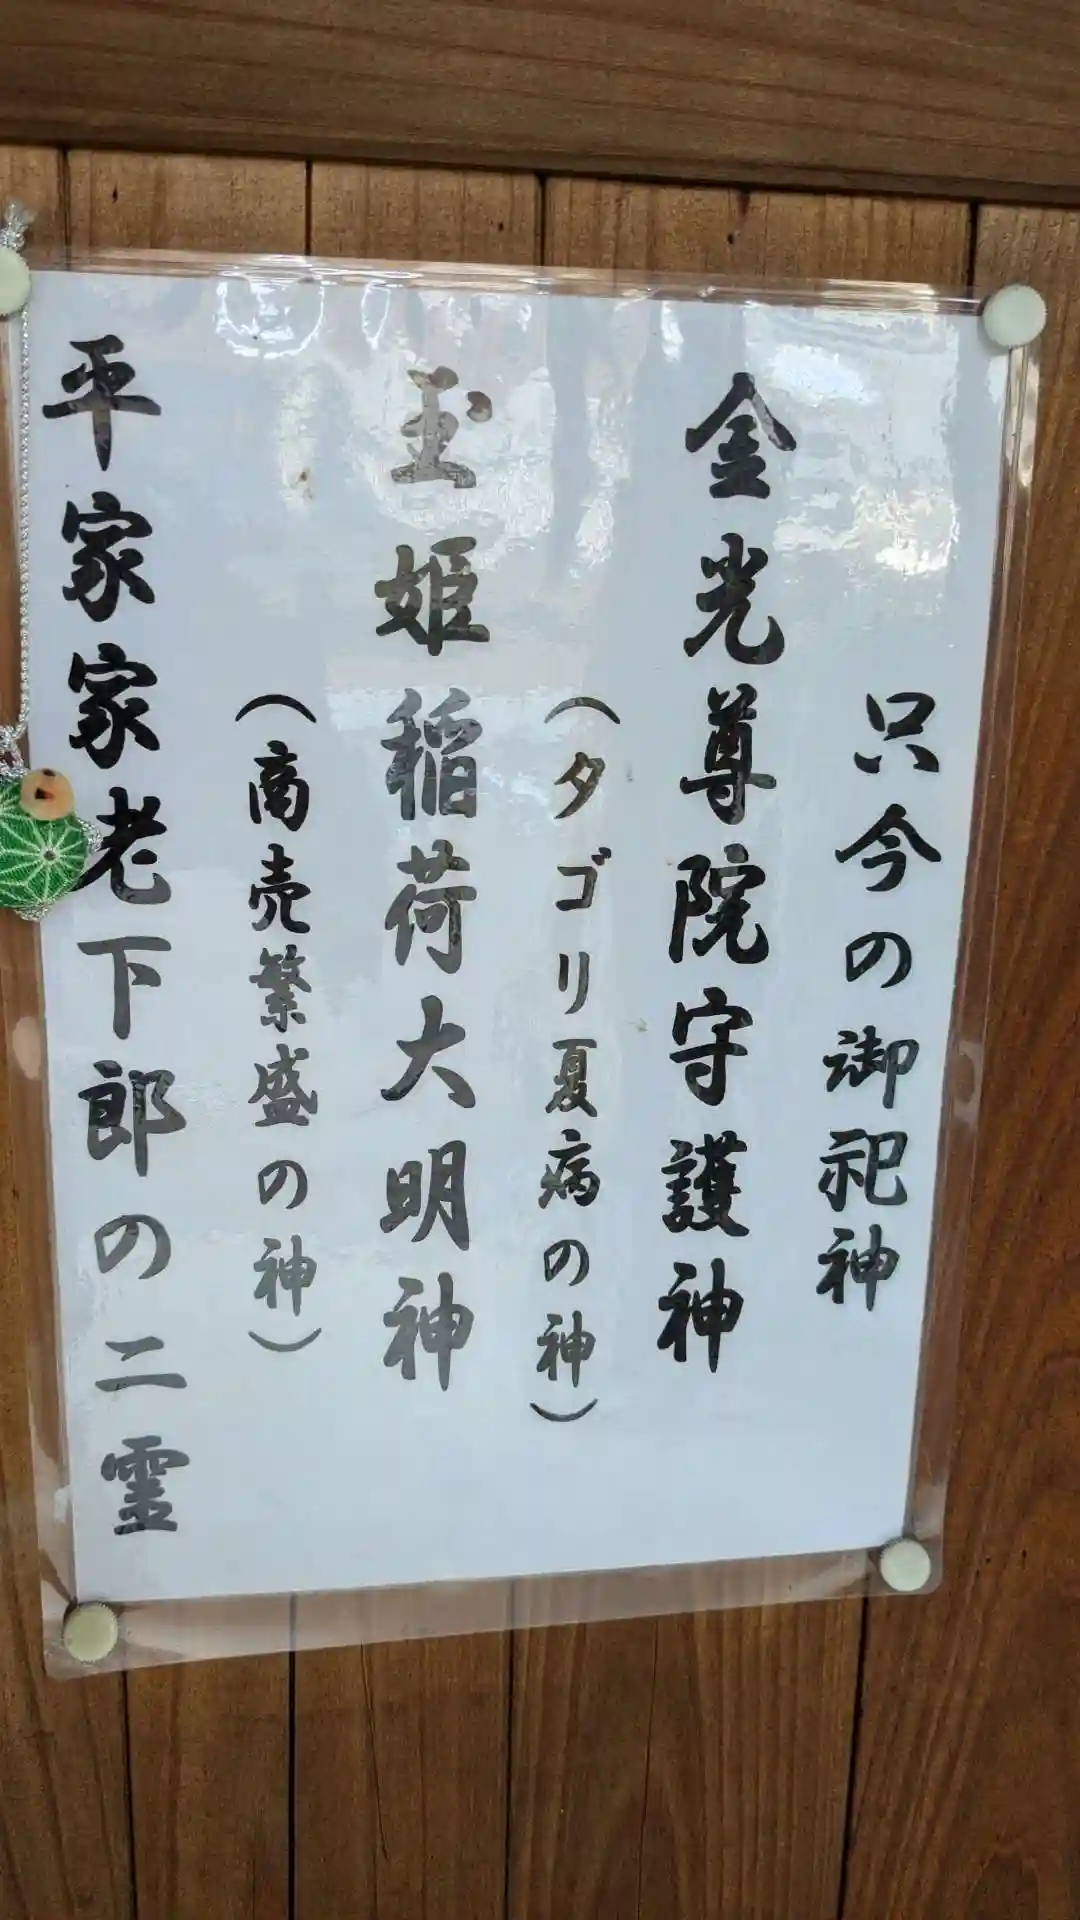 只今の御祀神
金光尊院守護神
（タゴリ夏病の神）
玉姫稲荷大明神
（商売繁盛の神）
平家家老下郎の二霊